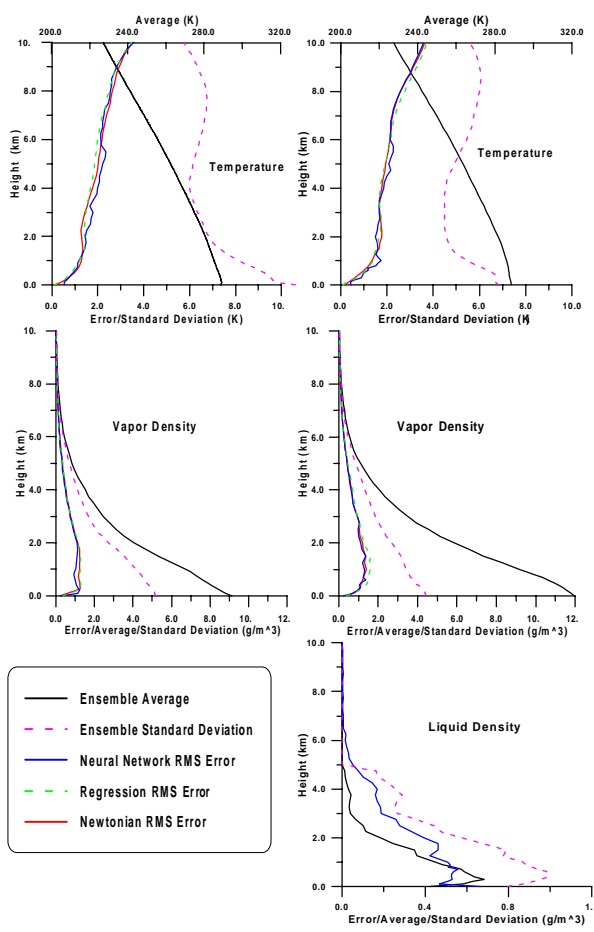 Average (K)
200.0 240.0 280.0 320.0
10.
8.0
6.0
4.0
2.0
0.0
Height (km)
Temperature
0.0 2.0 4.0 6.0 8.0 10.
Error/Standard Deviation (K)
Average (K)
200.0 240.0 280.0 320.0
10.
8.0
6.0
4.0
2.0
0.0
Height (km)
Temperature
0.0 2.0 4.0 6.0 8.0 10.0
Error/Standard Deviation (K)
10.
8.0
6.0
4.0
2.0
0.0
Height (km)
Vapor Density
0.0 2.0 4.0 6.0 8.0 10. 12.
Error/Average/Standard Deviation (g/m^3)
10.
8.0
6.0
4.0
2.0
0.0
Height (km)
Vapor Density
0.0 2.0 4.0 6.0 8.0 10. 12.0
Error/Average/Standard Deviation (g/m^3)
Ensemble Average
Ensemble Standard Deviation
Neural Network RMS Error
Regression RMS Error
Newtonian RMS Error
10.
8.0
6.0
4.0
2.0
0.0
Height (km)
Liquid Density
0.0 0.4 0.8 1.
Error/Average/Standard Deviation (g/m^3)